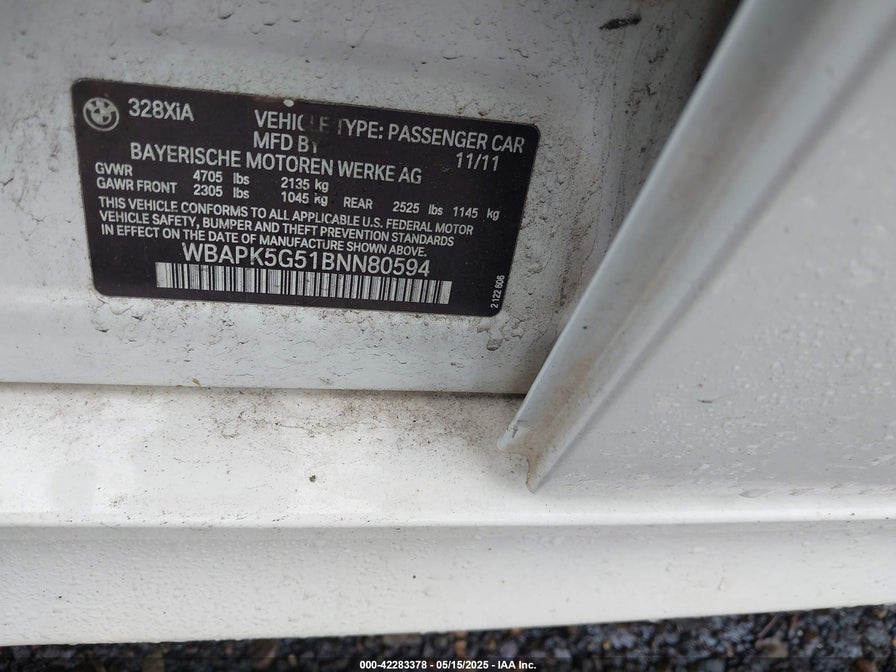 328XiA
VEHICLE TYPE: PASSENGER CAR
MFD BY 11/11
BAYERISCHE MOTOREN WERKE AG
GVWR 4705 lbs 2135 kg
GAWR FRONT 2305 lbs 1045 kg REAR 2525 lbs 1145 kg
THIS VEHICLE CONFORMS TO ALL APPLICABLE U.S. FEDERAL MOTOR
VEHICLE SAFETY, BUMPER AND THEFT PREVENTION STANDARDS
IN EFFECT ON THE DATE OF MANUFACTURE SHOWN ABOVE.
WBAPK5G51BNN80594
2 122 606
000-42283378 - 05/15/2025 - IAA Inc.